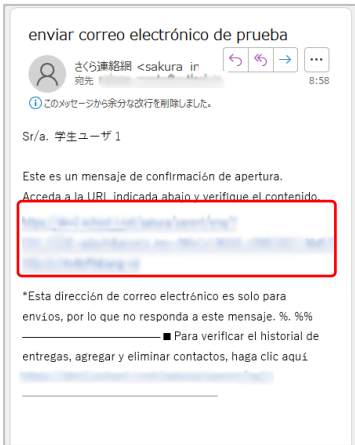 enviar correo electrónico de prueba
さくら連絡網 <sakura_in
宛先
8:58
このメッセージから余分な改行を削除しました。
Sr/a. 学生ユーザ 1
Este es un mensaje de confirmación de apertura.
Acceda a la URL indicada abajo y verifique el contenido.
*Esta dirección de correo electrónico es solo para
envíos, por lo que no responda a este mensaje. %. %%
■ Para verificar el historial de
entregas, agregar y eliminar contactos, haga clic aquí